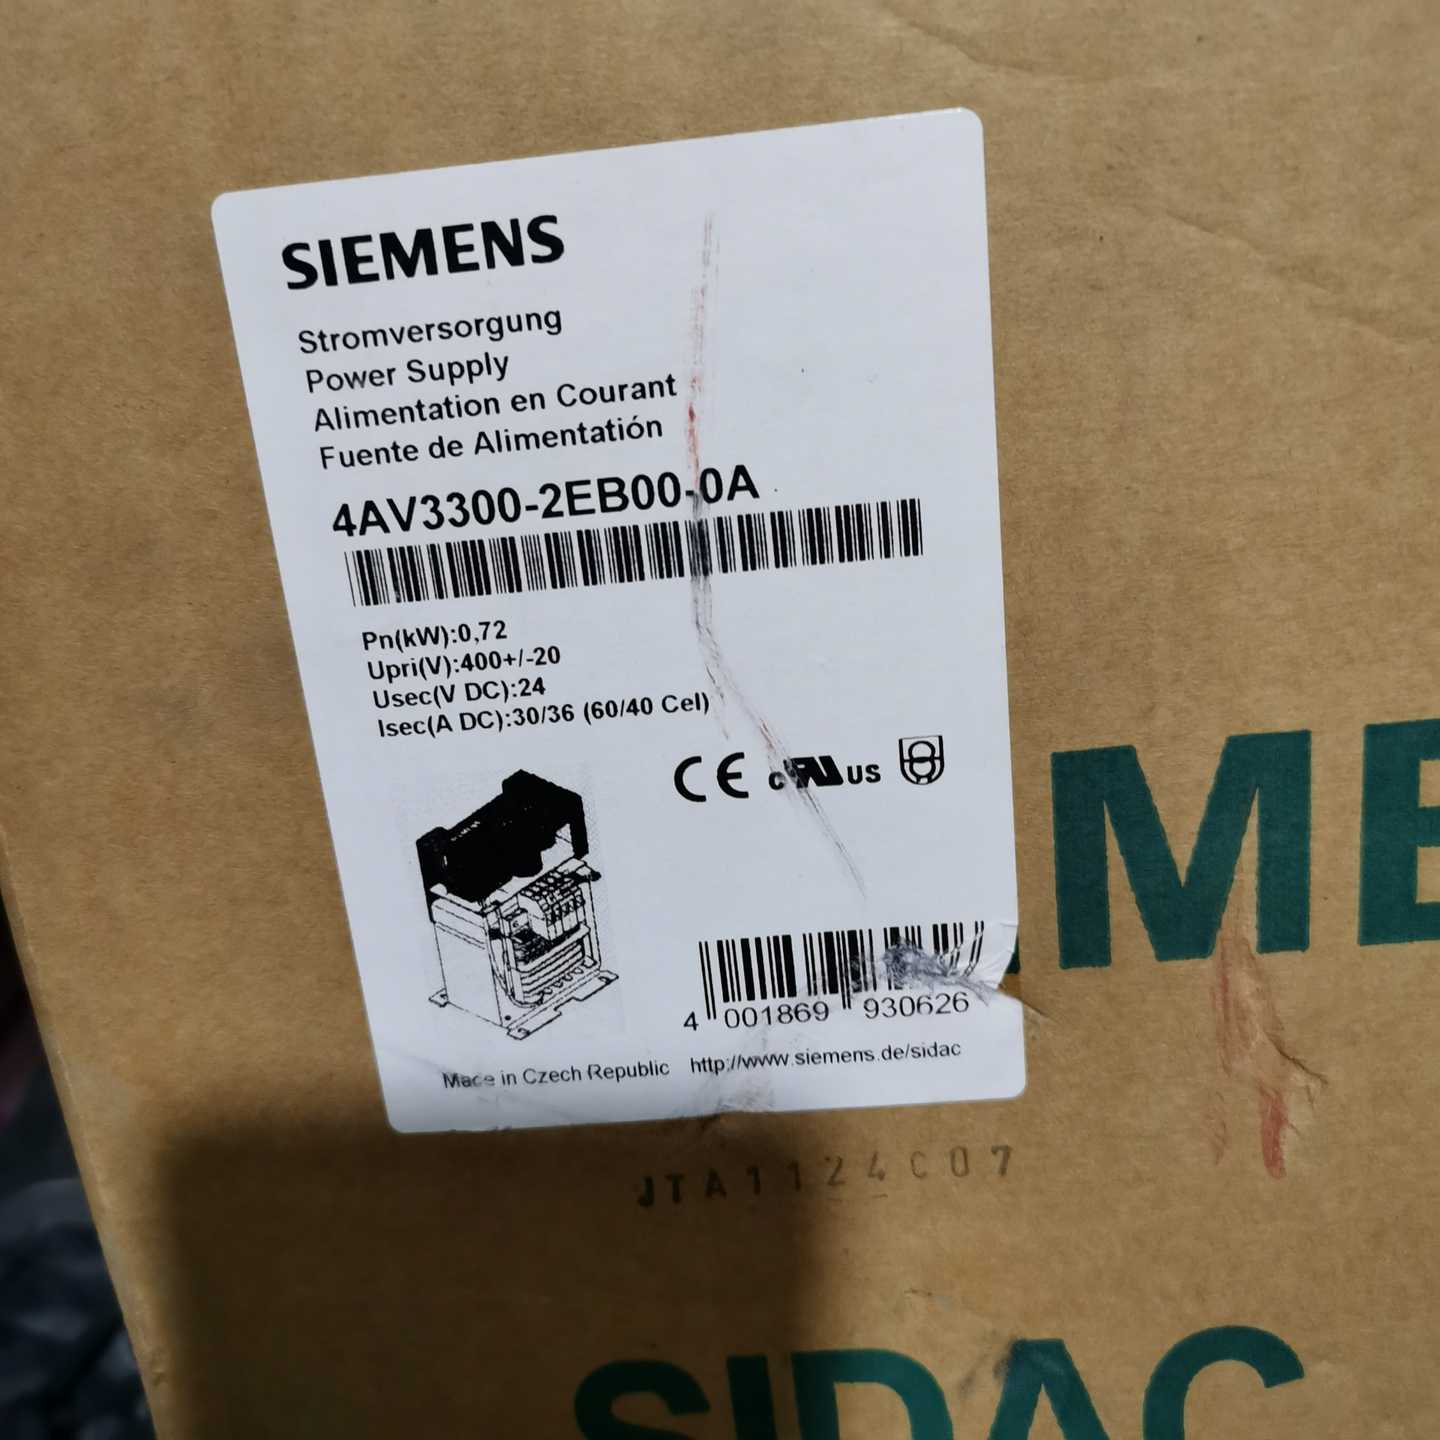 SIEMENS
Stromversorgung
Power Supply
Alimentation en Courant
Fuente de Alimentatión
4AV3300-2EB00-0A
Pn(kW):0,72
Upri(V):400+/-20
Usec(V DC):24
Isec(A DC):30/36 (60/40 Cel)
CE c US
4 001869 930626
Made in Czech Republic http://www.siemens.de/sidac
JTA1124C07
SIDAC